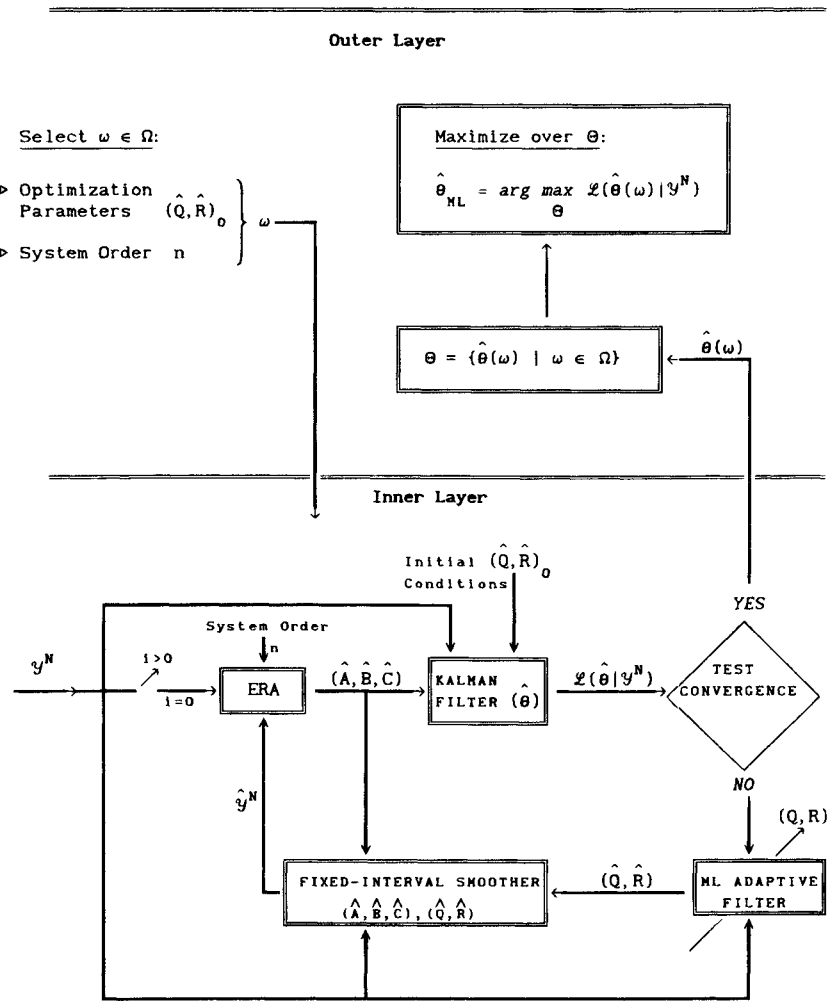 Outer Layer
Select ω ∈ Ω:
▷ Optimization
Parameters (Q̂,R̂)₀
▷ System Order n
ω
Maximize over Θ:
θ̂_ML = arg max ℒ(θ̂(ω)|𝒴ᴺ)
Θ
Θ = {θ̂(ω) | ω ∈ Ω}
θ̂(ω)
Inner Layer
Initial (Q̂,R̂)₀
Conditions
YES
System Order
n
𝒴ᴺ
i>0
i=0
ERA
(Â,B̂,Ĉ)
KALMAN
FILTER (θ̂)
ℒ(θ̂|𝒴ᴺ)
TEST
CONVERGENCE
NO
𝒴̂ᴺ
(Q,R)
FIXED-INTERVAL SMOOTHER
(Â,B̂,Ĉ),(Q̂,R̂)
(Q̂,R̂)
ML ADAPTIVE
FILTER